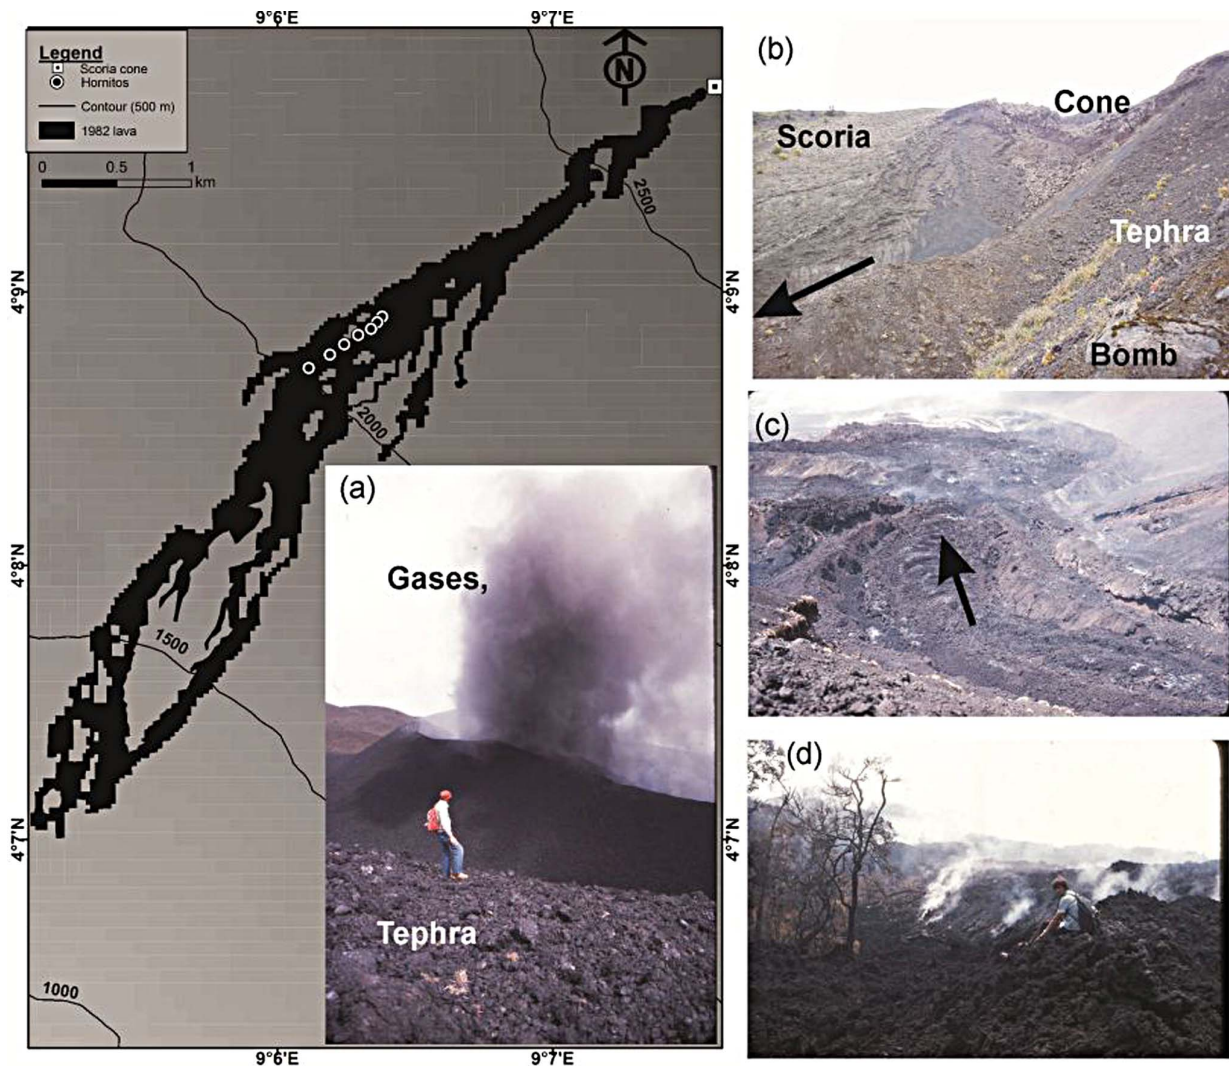 9°6'E
9°7'E
Legend
Scoria cone
Hornitos
Contour (500 m)
1982 lava
0
0.5
1
km
N
2500
4°9'N
4°9'N
2000
4°8'N
4°8'N
1500
4°7'N
4°7'N
1000
9°6'E
9°7'E
(a)
Gases,
Tephra
(b)
Cone
Scoria
Tephra
Bomb
(c)
(d)